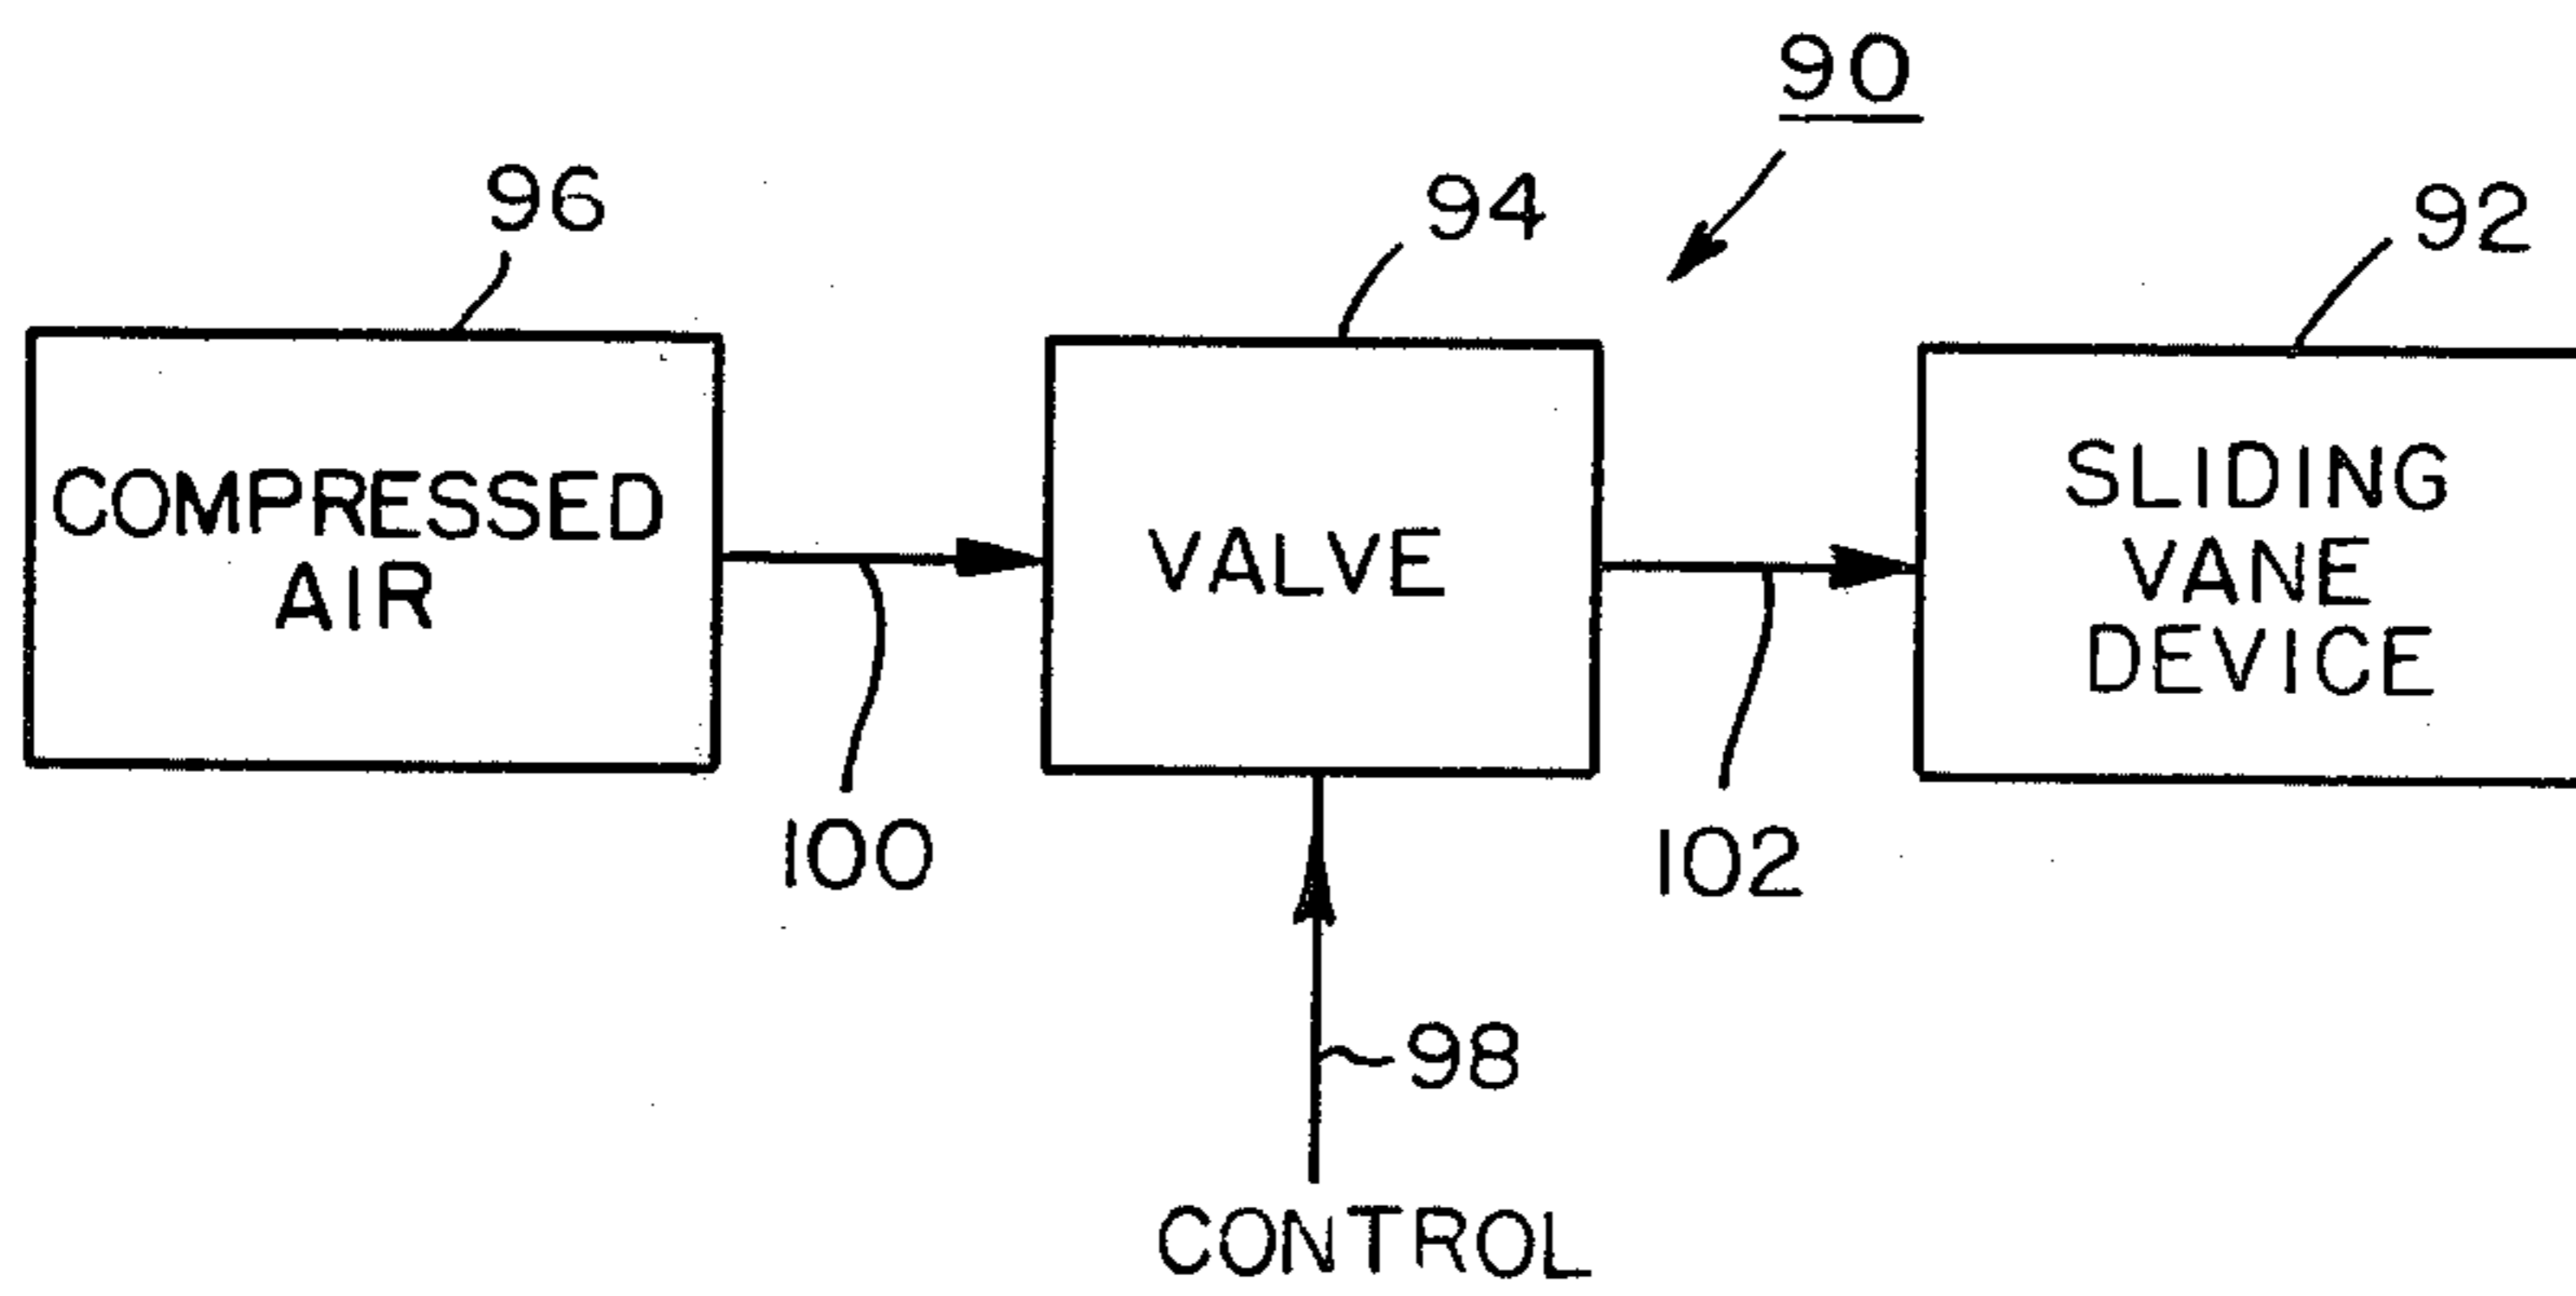 90
96
94
92
COMPRESSED
AIR
VALVE
SLIDING
VANE
DEVICE
100
102
98
CONTROL